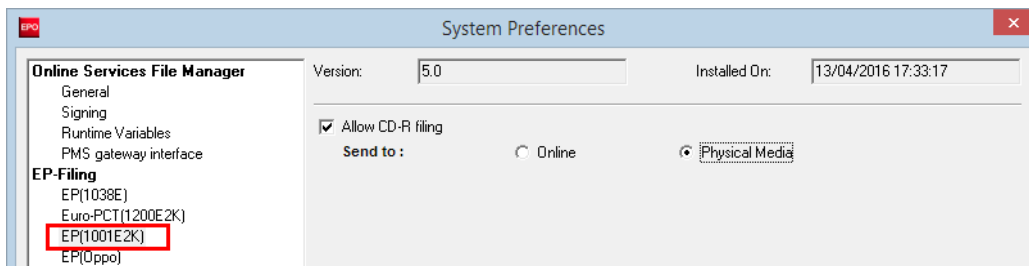 EPO System Preferences
Online Services File Manager
General
Signing
Runtime Variables
PMS gateway interface
EP-Filing
EP(1038E)
Euro-PCT(1200E2K)
EP(1001E2K)
EP(Oppo)
Version: 5.0 Installed On: 13/04/2016 17:33:17
Allow CD-R filing
Send to : Online Physical Media